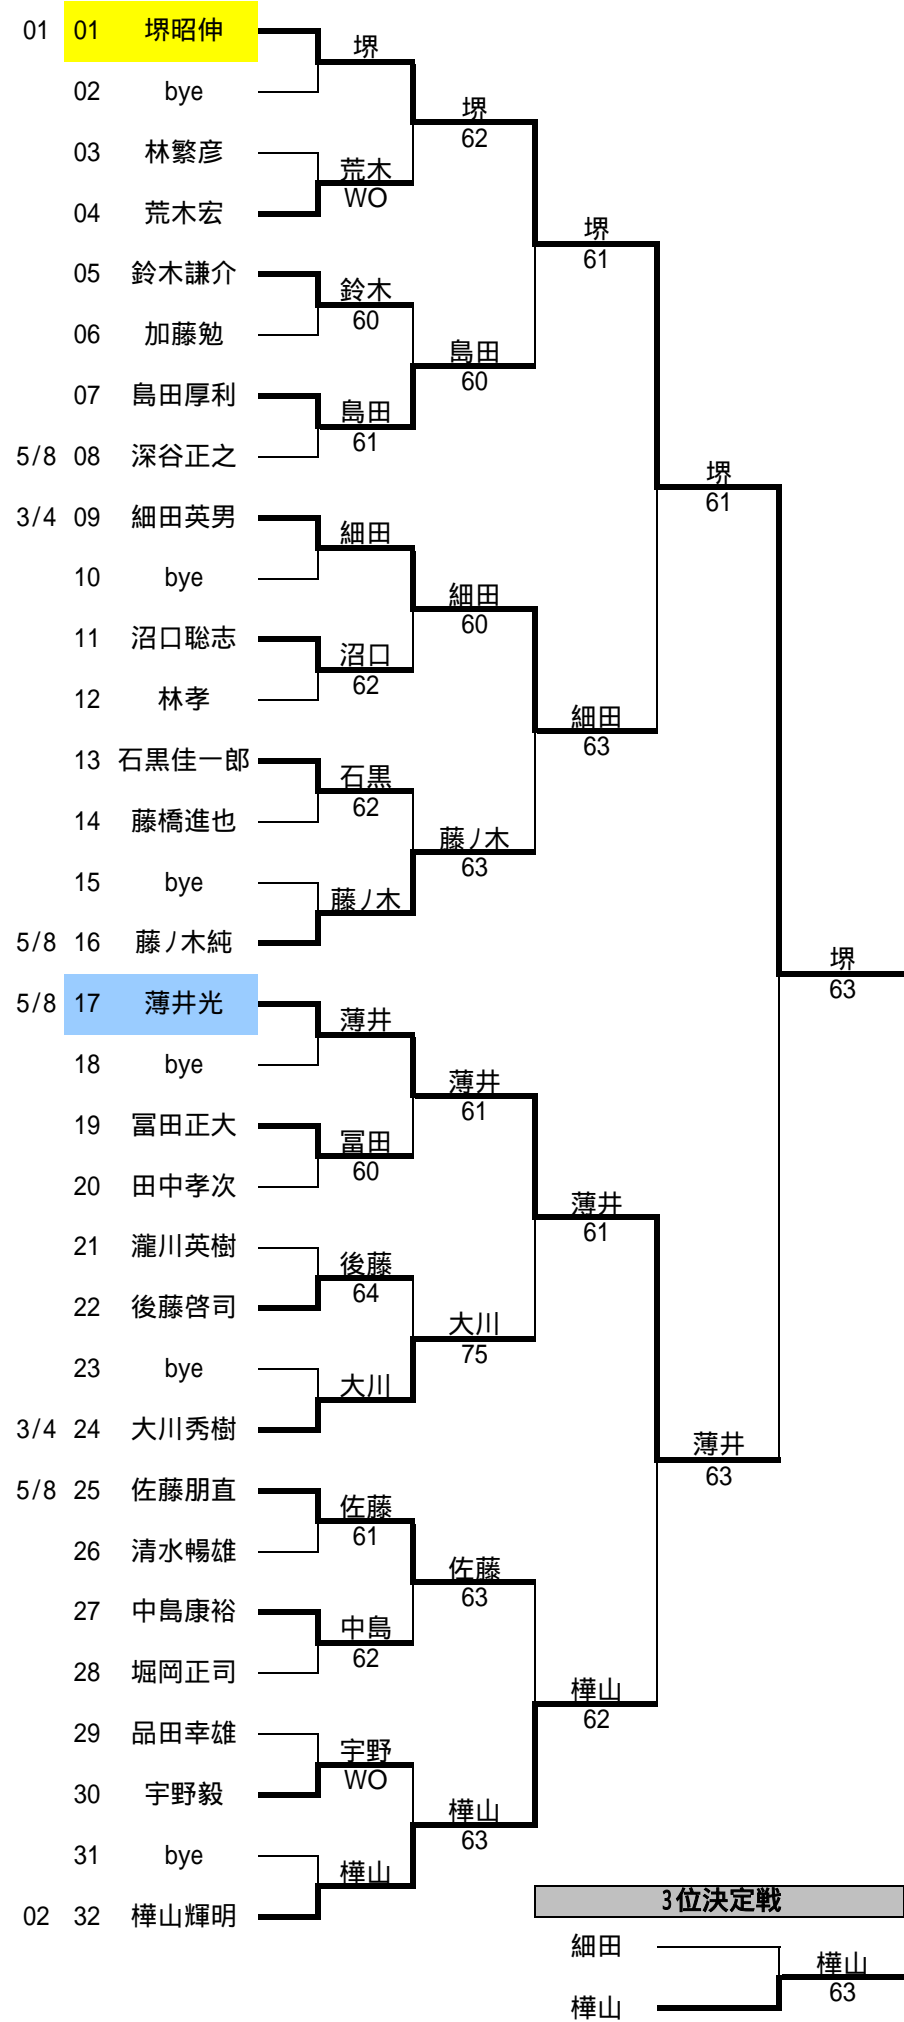 01 01 堺昭伸
02 bye
03 林繁彦
04 荒木宏
05 鈴木謙介
06 加藤勉
07 島田厚利
5/8 08 深谷正之
3/4 09 細田英男
10 bye
11 沼口聡志
12 林孝
13 石黒佳一郎
14 藤橋進也
15 bye
5/8 16 藤ノ木純
5/8 17 薄井光
18 bye
19 冨田正大
20 田中孝次
21 瀧川英樹
22 後藤啓司
23 bye
3/4 24 大川秀樹
5/8 25 佐藤朋直
26 清水暢雄
27 中島康裕
28 堀岡正司
29 品田幸雄
30 宇野毅
31 bye
02 32 樺山輝明
堺
荒木
WO
鈴木
60
島田
61
細田
沼口
62
石黒
62
藤ノ木
薄井
冨田
60
後藤
64
大川
佐藤
61
中島
62
宇野
WO
樺山
堺
62
島田
60
細田
60
藤ノ木
63
薄井
61
大川
75
佐藤
63
樺山
63
堺
61
細田
63
薄井
61
樺山
62
堺
61
薄井
63
堺
63
3位決定戦
細田
樺山
樺山
63